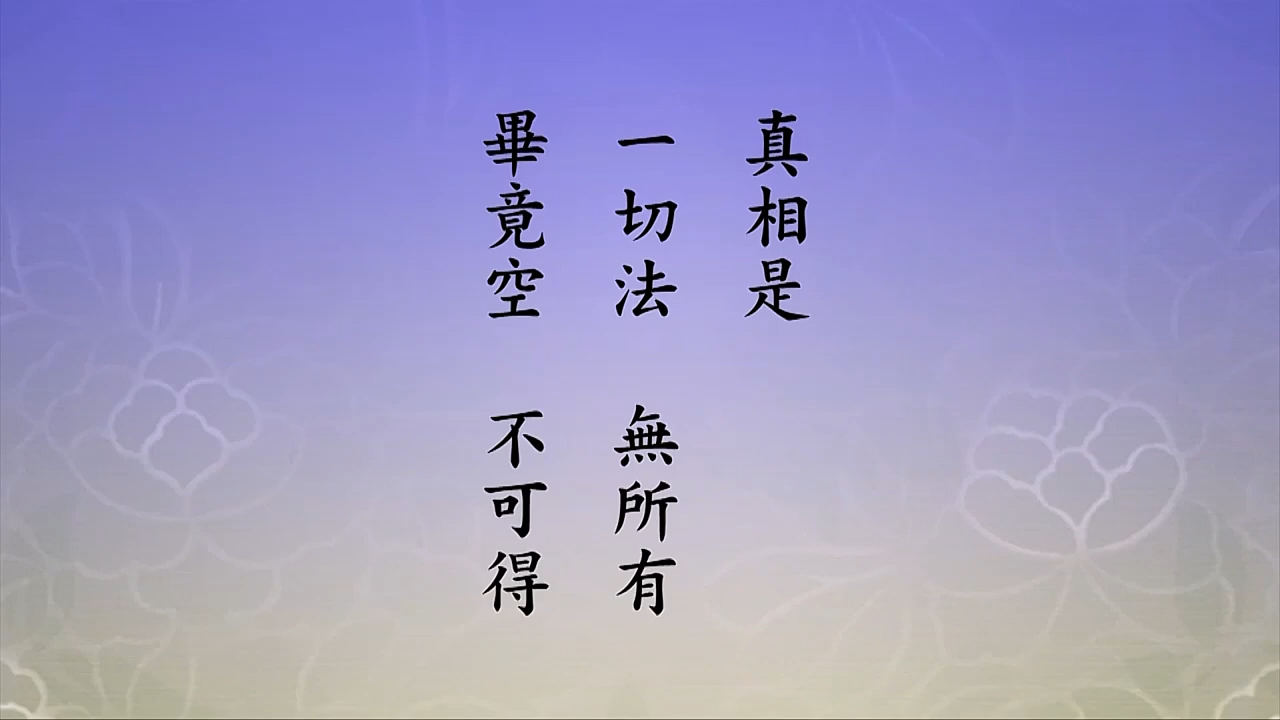 真相是
一切法 無所有
畢竟空 不可得